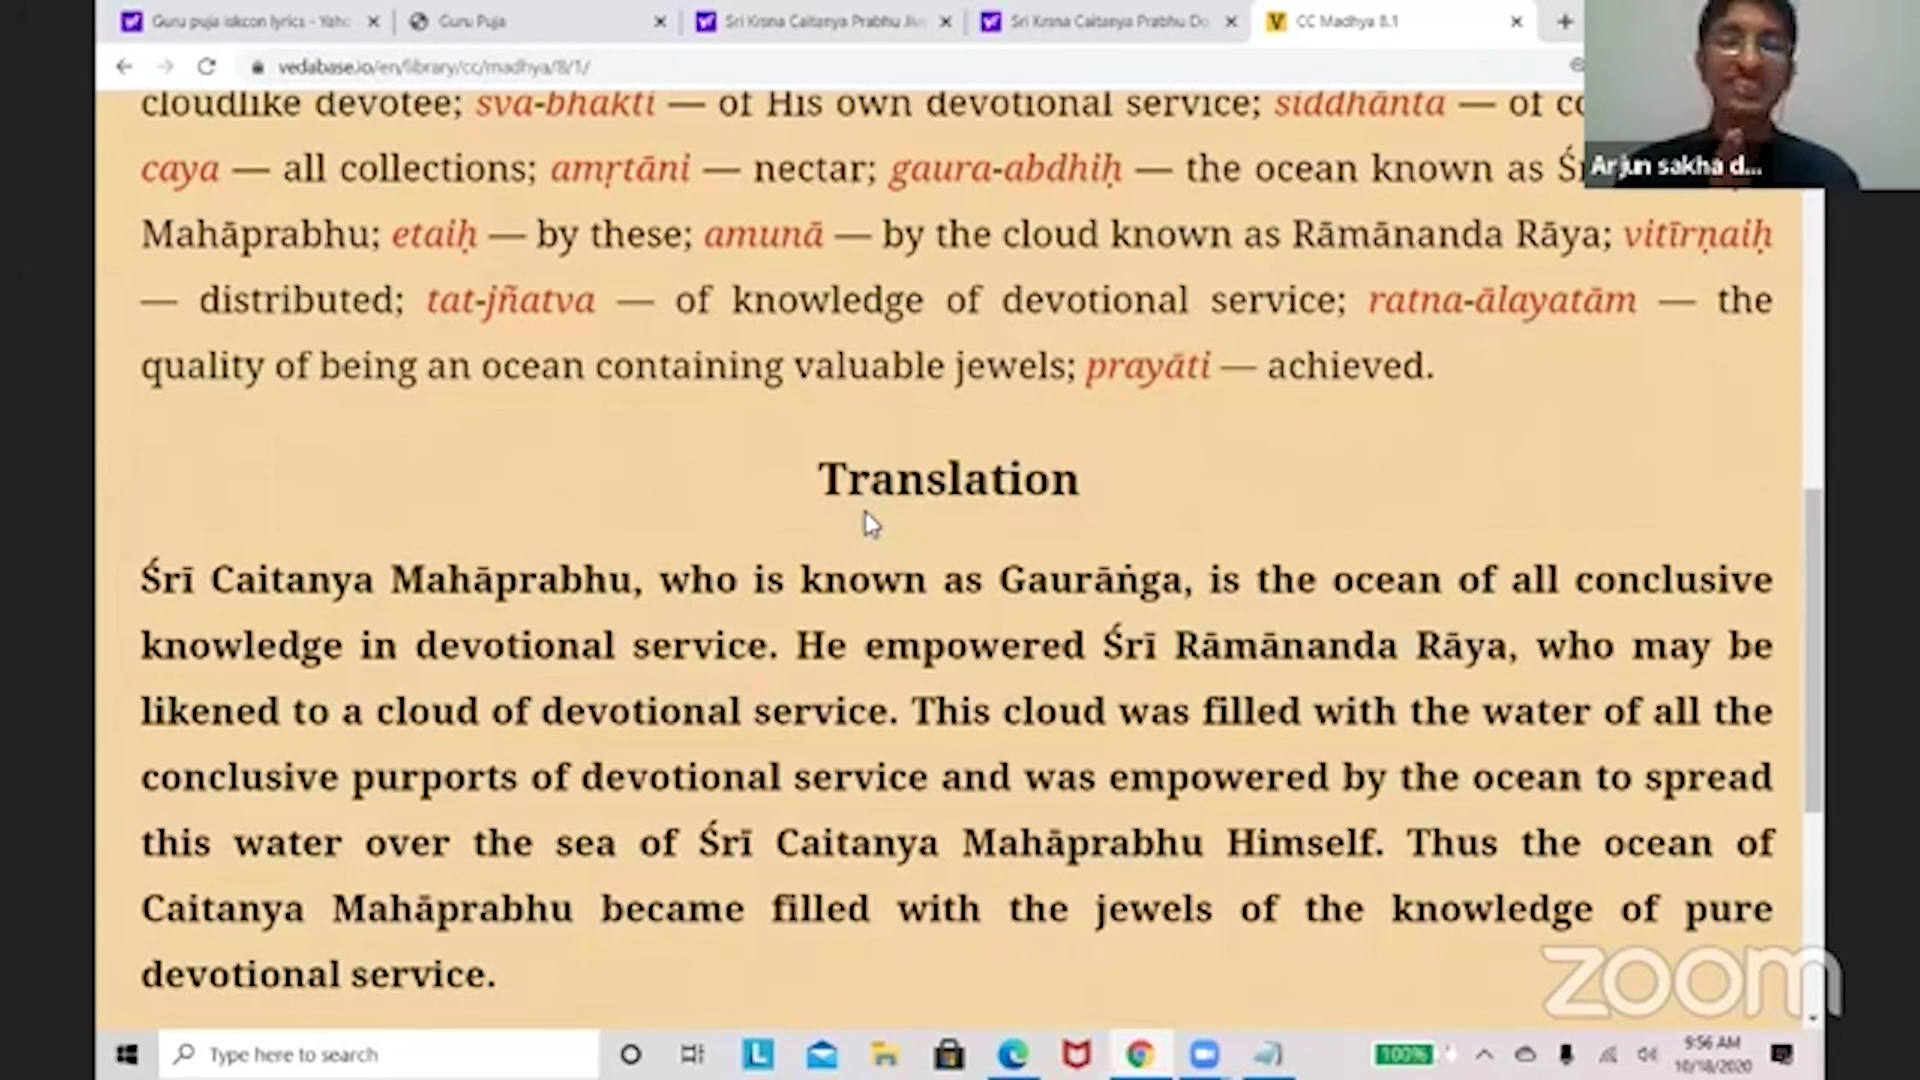 Guru puja iskcon lyrics - Yaho
Guru Puja
Sri Krsna Caitanya Prabhu Jiv
Sri Krsna Caitanya Prabhu Do
CC Madhya 8.1
vedabase.io/en/library/cc/madhya/8/1/
cloudlike devotee; sva-bhakti — of His own devotional service; siddhānta — of
caya — all collections; amṛtāni — nectar; gaura-abdhiḥ — the ocean known as
Arjun sakha d...
Mahāprabhu; etaiḥ — by these; amunā — by the cloud known as Rāmānanda Rāya; vitīrṇaiḥ
— distributed; tat-jñatva — of knowledge of devotional service; ratna-ālayatām — the
quality of being an ocean containing valuable jewels; prayāti — achieved.
Translation
Śrī Caitanya Mahāprabhu, who is known as Gaurāṅga, is the ocean of all conclusive
knowledge in devotional service. He empowered Śrī Rāmānanda Rāya, who may be
likened to a cloud of devotional service. This cloud was filled with the water of all the
conclusive purports of devotional service and was empowered by the ocean to spread
this water over the sea of Śrī Caitanya Mahāprabhu Himself. Thus the ocean of
Caitanya Mahāprabhu became filled with the jewels of the knowledge of pure
devotional service.
zoom
Type here to search
100%
9:56 AM
10/18/2020